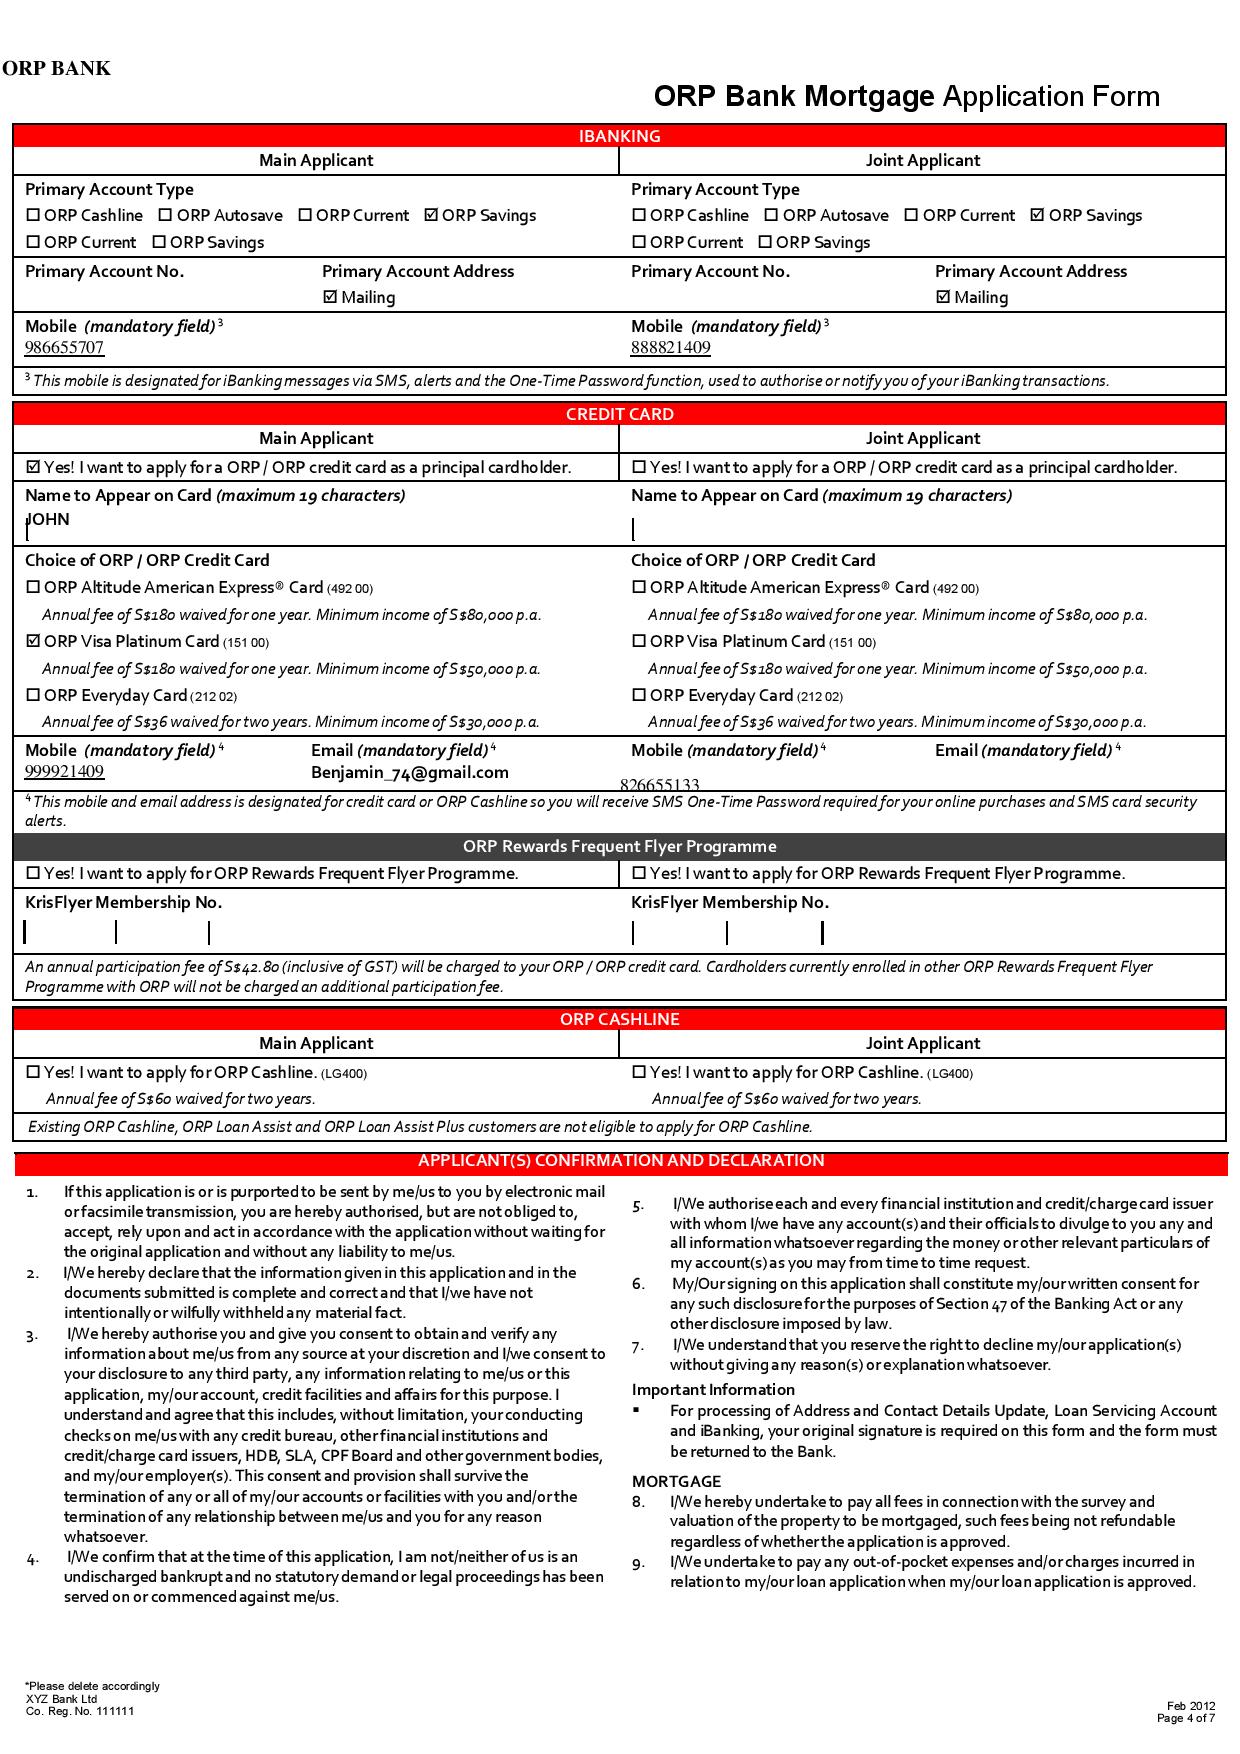 ORP BANK
ORP Bank Mortgage Application Form
IBANKING
Main Applicant Joint Applicant
Primary Account Type Primary Account Type
☐ ORP Cashline ☐ ORP Autosave ☐ ORP Current ☑ ORP Savings ☐ ORP Cashline ☐ ORP Autosave ☐ ORP Current ☑ ORP Savings
☐ ORP Current ☐ ORP Savings ☐ ORP Current ☐ ORP Savings
Primary Account No. Primary Account Address Primary Account No. Primary Account Address
☑ Mailing ☑ Mailing
Mobile (mandatory field) 3 Mobile (mandatory field) 3
986655707 888821409
3 This mobile is designated for iBanking messages via SMS, alerts and the One-Time Password function, used to authorise or notify you of your iBanking transactions.
CREDIT CARD
Main Applicant Joint Applicant
☑ Yes! I want to apply for a ORP / ORP credit card as a principal cardholder. ☐ Yes! I want to apply for a ORP / ORP credit card as a principal cardholder.
Name to Appear on Card (maximum 19 characters) Name to Appear on Card (maximum 19 characters)
JOHN
Choice of ORP / ORP Credit Card Choice of ORP / ORP Credit Card
☐ ORP Altitude American Express® Card (492 00) ☐ ORP Altitude American Express® Card (492 00)
Annual fee of S$180 waived for one year. Minimum income of S$80,000 p.a. Annual fee of S$180 waived for one year. Minimum income of S$80,000 p.a.
☑ ORP Visa Platinum Card (151 00) ☐ ORP Visa Platinum Card (151 00)
Annual fee of S$180 waived for one year. Minimum income of S$50,000 p.a. Annual fee of S$180 waived for one year. Minimum income of S$50,000 p.a.
☐ ORP Everyday Card (212 02) ☐ ORP Everyday Card (212 02)
Annual fee of S$36 waived for two years. Minimum income of S$30,000 p.a. Annual fee of S$36 waived for two years. Minimum income of S$30,000 p.a.
Mobile (mandatory field) 4 Email (mandatory field) 4 Mobile (mandatory field) 4 Email (mandatory field) 4
999921409 Benjamin_74@gmail.com
826655133
4 This mobile and email address is designated for credit card or ORP Cashline so you will receive SMS One-Time Password required for your online purchases and SMS card security
alerts.
ORP Rewards Frequent Flyer Programme
☐ Yes! I want to apply for ORP Rewards Frequent Flyer Programme. ☐ Yes! I want to apply for ORP Rewards Frequent Flyer Programme.
KrisFlyer Membership No. KrisFlyer Membership No.
An annual participation fee of S$42.80 (inclusive of GST) will be charged to your ORP / ORP credit card. Cardholders currently enrolled in other ORP Rewards Frequent Flyer
Programme with ORP will not be charged an additional participation fee.
ORP CASHLINE
Main Applicant Joint Applicant
☐ Yes! I want to apply for ORP Cashline. (LG400) ☐ Yes! I want to apply for ORP Cashline. (LG400)
Annual fee of S$60 waived for two years. Annual fee of S$60 waived for two years.
Existing ORP Cashline, ORP Loan Assist and ORP Loan Assist Plus customers are not eligible to apply for ORP Cashline.
APPLICANT(S) CONFIRMATION AND DECLARATION
1. If this application is or is purported to be sent by me/us to you by electronic mail
or facsimile transmission, you are hereby authorised, but are not obliged to,
accept, rely upon and act in accordance with the application without waiting for
the original application and without any liability to me/us.
2. I/We hereby declare that the information given in this application and in the
documents submitted is complete and correct and that I/we have not
intentionally or wilfully withheld any material fact.
3. I/We hereby authorise you and give you consent to obtain and verify any
information about me/us from any source at your discretion and I/we consent to
your disclosure to any third party, any information relating to me/us or this
application, my/our account, credit facilities and affairs for this purpose. I
understand and agree that this includes, without limitation, your conducting
checks on me/us with any credit bureau, other financial institutions and
credit/charge card issuers, HDB, SLA, CPF Board and other government bodies,
and my/our employer(s). This consent and provision shall survive the
termination of any or all of my/our accounts or facilities with you and/or the
termination of any relationship between me/us and you for any reason
whatsoever.
4. I/We confirm that at the time of this application, I am not/neither of us is an
undischarged bankrupt and no statutory demand or legal proceedings has been
served on or commenced against me/us.
5. I/We authorise each and every financial institution and credit/charge card issuer
with whom I/we have any account(s) and their officials to divulge to you any and
all information whatsoever regarding the money or other relevant particulars of
my account(s) as you may from time to time request.
6. My/Our signing on this application shall constitute my/our written consent for
any such disclosure for the purposes of Section 47 of the Banking Act or any
other disclosure imposed by law.
7. I/We understand that you reserve the right to decline my/our application(s)
without giving any reason(s) or explanation whatsoever.
Important Information
▪ For processing of Address and Contact Details Update, Loan Servicing Account
and iBanking, your original signature is required on this form and the form must
be returned to the Bank.
MORTGAGE
8. I/We hereby undertake to pay all fees in connection with the survey and
valuation of the property to be mortgaged, such fees being not refundable
regardless of whether the application is approved.
9. I/We undertake to pay any out-of-pocket expenses and/or charges incurred in
relation to my/our loan application when my/our loan application is approved.
*Please delete accordingly
XYZ Bank Ltd
Co. Reg. No. 111111
Feb 2012
Page 4 of 7